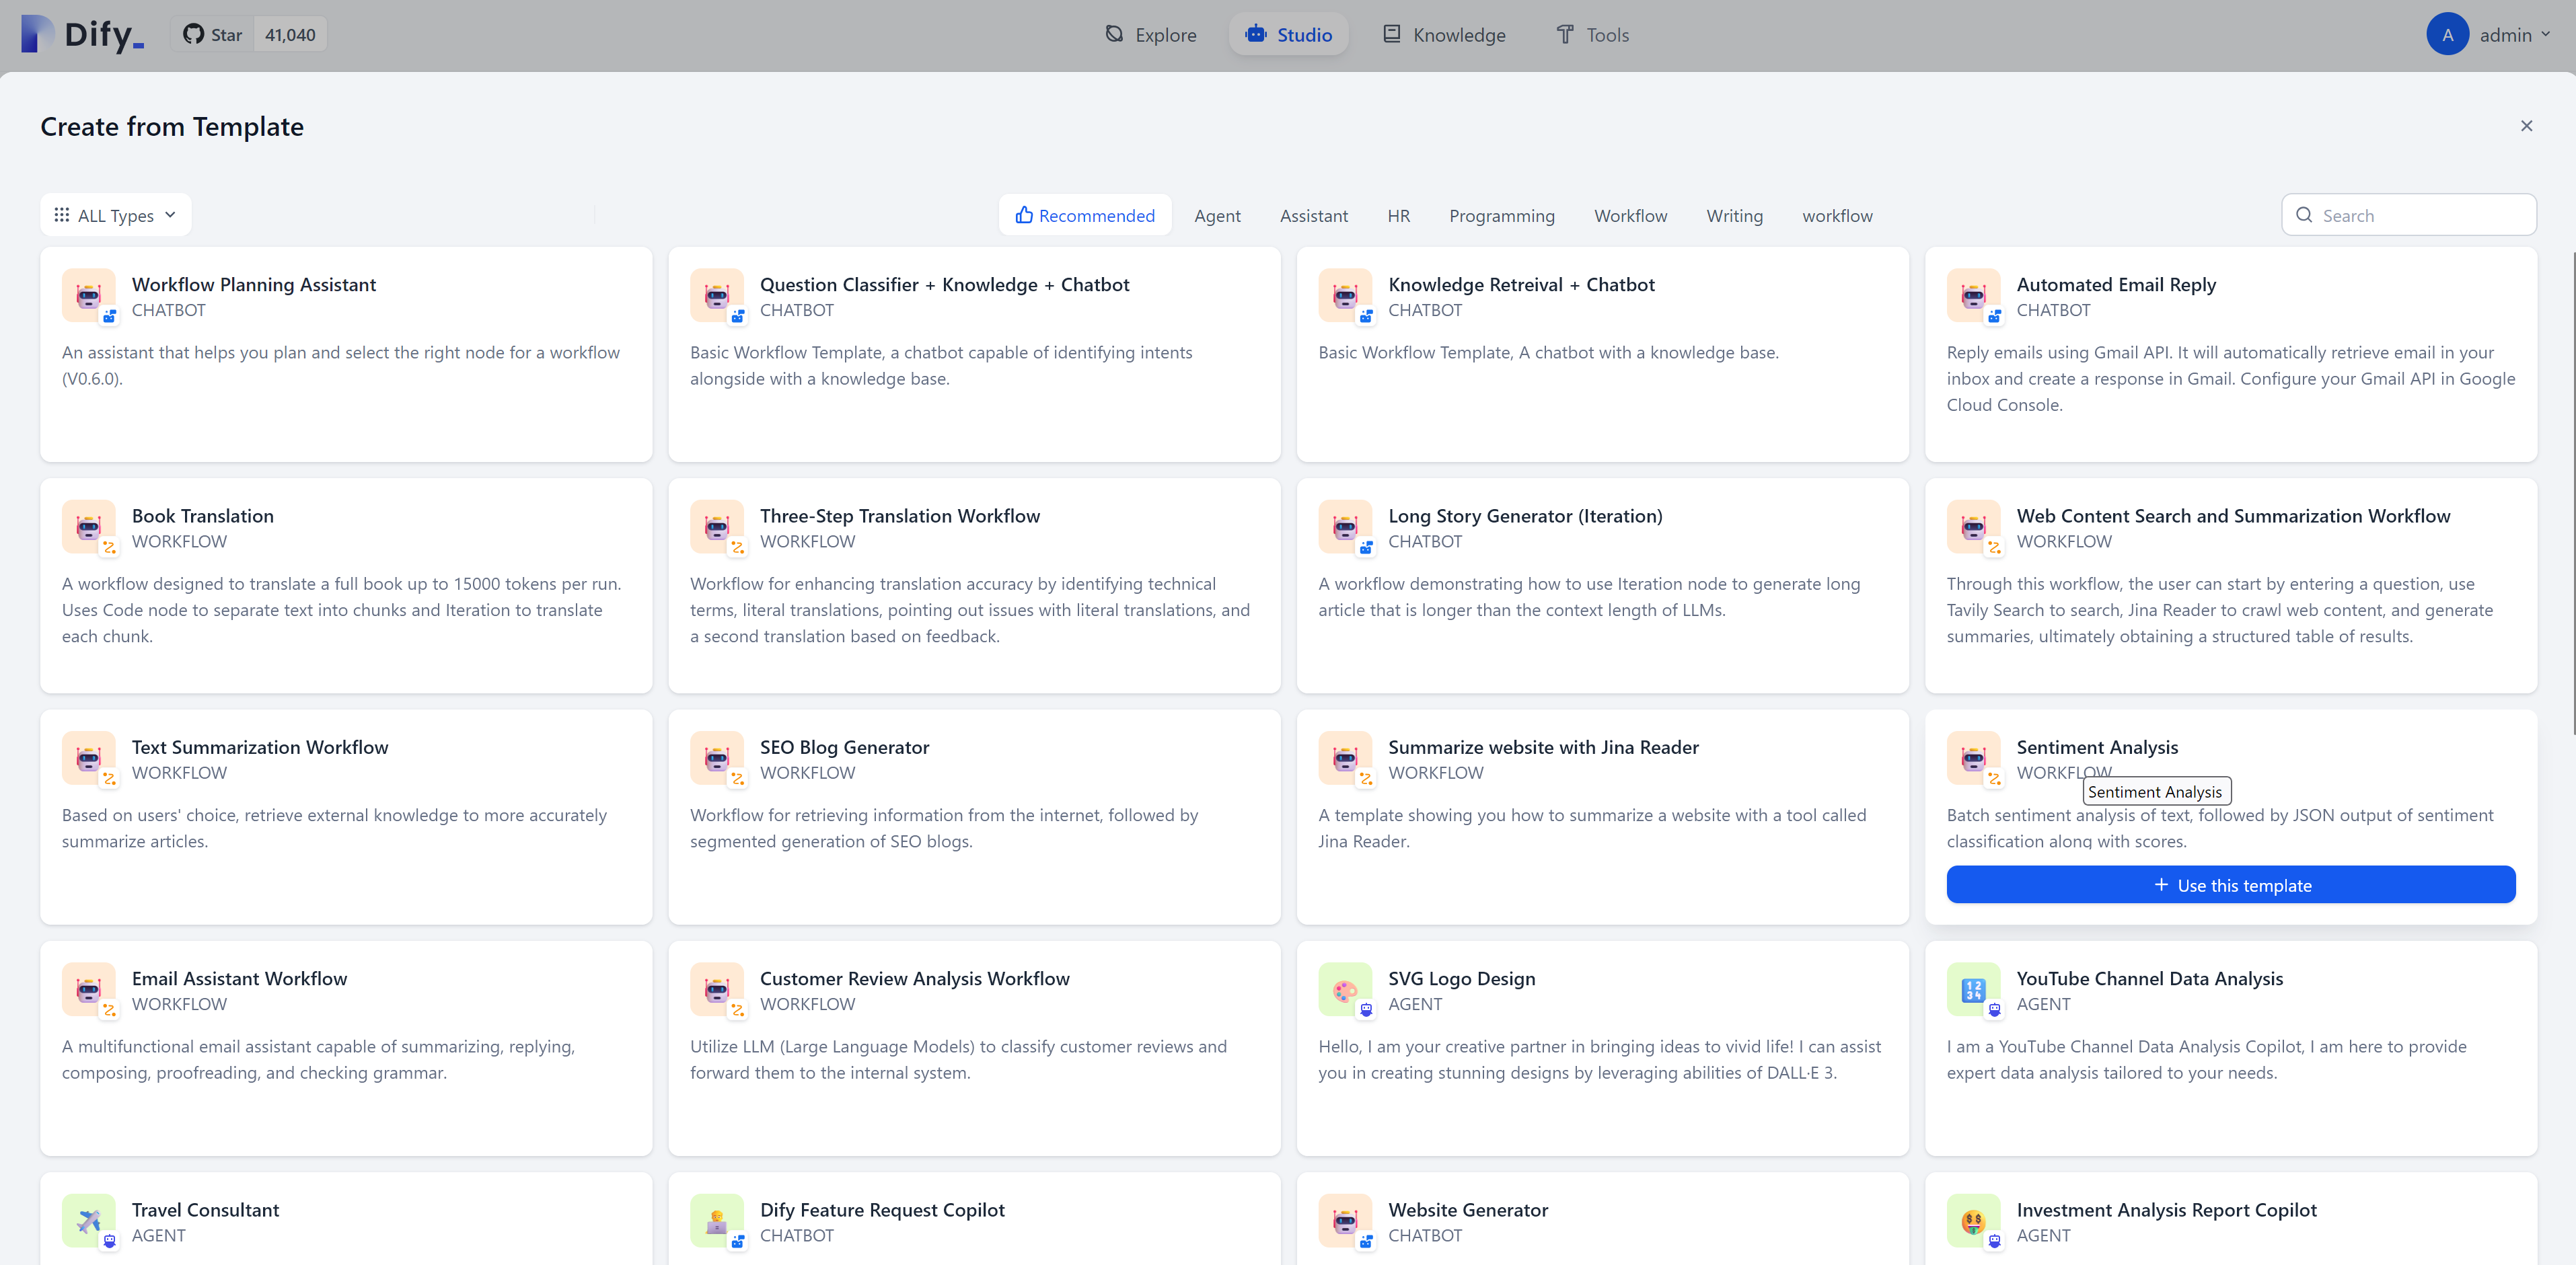 Dify_
Star 41,040
Explore
Studio
Knowledge
Tools
A admin
Create from Template
ALL Types
Recommended
Agent
Assistant
HR
Programming
Workflow
Writing
workflow
Search
Workflow Planning Assistant
CHATBOT
An assistant that helps you plan and select the right node for a workflow
(V0.6.0).
Question Classifier + Knowledge + Chatbot
CHATBOT
Basic Workflow Template, a chatbot capable of identifying intents
alongside with a knowledge base.
Knowledge Retreival + Chatbot
CHATBOT
Basic Workflow Template, A chatbot with a knowledge base.
Automated Email Reply
CHATBOT
Reply emails using Gmail API. It will automatically retrieve email in your
inbox and create a response in Gmail. Configure your Gmail API in Google
Cloud Console.
Book Translation
WORKFLOW
A workflow designed to translate a full book up to 15000 tokens per run.
Uses Code node to separate text into chunks and Iteration to translate
each chunk.
Three-Step Translation Workflow
WORKFLOW
Workflow for enhancing translation accuracy by identifying technical
terms, literal translations, pointing out issues with literal translations, and
a second translation based on feedback.
Long Story Generator (Iteration)
CHATBOT
A workflow demonstrating how to use Iteration node to generate long
article that is longer than the context length of LLMs.
Web Content Search and Summarization Workflow
WORKFLOW
Through this workflow, the user can start by entering a question, use
Tavily Search to search, Jina Reader to crawl web content, and generate
summaries, ultimately obtaining a structured table of results.
Text Summarization Workflow
WORKFLOW
Based on users' choice, retrieve external knowledge to more accurately
summarize articles.
SEO Blog Generator
WORKFLOW
Workflow for retrieving information from the internet, followed by
segmented generation of SEO blogs.
Summarize website with Jina Reader
WORKFLOW
A template showing you how to summarize a website with a tool called
Jina Reader.
Sentiment Analysis
WORKFLOW
Sentiment Analysis
Batch sentiment analysis of text, followed by JSON output of sentiment
classification along with scores.
+ Use this template
Email Assistant Workflow
WORKFLOW
A multifunctional email assistant capable of summarizing, replying,
composing, proofreading, and checking grammar.
Customer Review Analysis Workflow
WORKFLOW
Utilize LLM (Large Language Models) to classify customer reviews and
forward them to the internal system.
SVG Logo Design
AGENT
Hello, I am your creative partner in bringing ideas to vivid life! I can assist
you in creating stunning designs by leveraging abilities of DALL·E 3.
1 2
3 4
YouTube Channel Data Analysis
AGENT
I am a YouTube Channel Data Analysis Copilot, I am here to provide
expert data analysis tailored to your needs.
Travel Consultant
AGENT
Dify Feature Request Copilot
CHATBOT
Website Generator
CHATBOT
Investment Analysis Report Copilot
AGENT